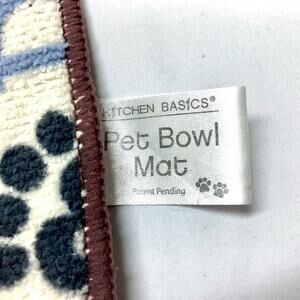 KITCHEN BASICS®
Pet Bowl
Mat
Patent Pending